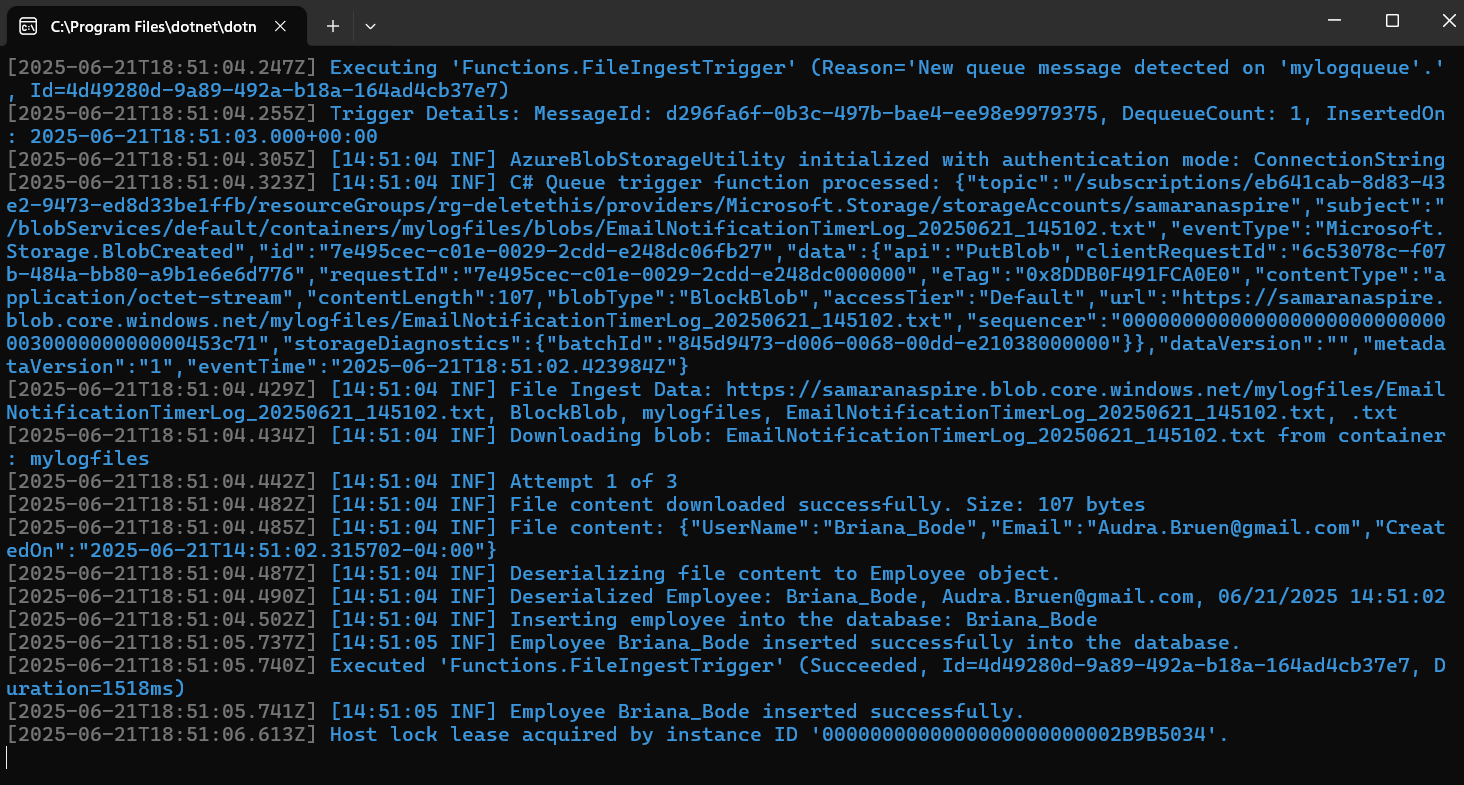 C:\Program Files\dotnet\dotn
[2025-06-21T18:51:04.247Z] Executing 'Functions.FileIngestTrigger' (Reason='New queue message detected on 'mylogqueue'.'
, Id=4d49280d-9a89-492a-b18a-164ad4cb37e7)
[2025-06-21T18:51:04.255Z] Trigger Details: MessageId: d296fa6f-0b3c-497b-bae4-ee98e9979375, DequeueCount: 1, InsertedOn
: 2025-06-21T18:51:03.000+00:00
[2025-06-21T18:51:04.305Z] [14:51:04 INF] AzureBlobStorageUtility initialized with authentication mode: ConnectionString
[2025-06-21T18:51:04.323Z] [14:51:04 INF] C# Queue trigger function processed: {"topic":"/subscriptions/eb641cab-8d83-43
e2-9473-ed8d33be1ffb/resourceGroups/rg-deletethis/providers/Microsoft.Storage/storageAccounts/samaranaspire","subject":"
/blobServices/default/containers/mylogfiles/blobs/EmailNotificationTimerLog_20250621_145102.txt","eventType":"Microsoft.
Storage.BlobCreated","id":"7e495cec-c01e-0029-2cdd-e248dc06fb27","data":{"api":"PutBlob","clientRequestId":"6c53078c-f07
b-484a-bb80-a9b1e6e6d776","requestId":"7e495cec-c01e-0029-2cdd-e248dc000000","eTag":"0x8DDB0F491FCA0E0","contentType":"a
pplication/octet-stream","contentLength":107,"blobType":"BlockBlob","accessTier":"Default","url":"https://samaranaspire.
blob.core.windows.net/mylogfiles/EmailNotificationTimerLog_20250621_145102.txt","sequencer":"000000000000000000000000000
0030000000000000453c71","storageDiagnostics":{"batchId":"845d9473-d006-0068-00dd-e21038000000"}},"dataVersion":"","metad
ataVersion":"1","eventTime":"2025-06-21T18:51:02.423984Z"}
[2025-06-21T18:51:04.429Z] [14:51:04 INF] File Ingest Data: https://samaranaspire.blob.core.windows.net/mylogfiles/Email
NotificationTimerLog_20250621_145102.txt, BlockBlob, mylogfiles, EmailNotificationTimerLog_20250621_145102.txt, .txt
[2025-06-21T18:51:04.434Z] [14:51:04 INF] Downloading blob: EmailNotificationTimerLog_20250621_145102.txt from container
: mylogfiles
[2025-06-21T18:51:04.442Z] [14:51:04 INF] Attempt 1 of 3
[2025-06-21T18:51:04.482Z] [14:51:04 INF] File content downloaded successfully. Size: 107 bytes
[2025-06-21T18:51:04.485Z] [14:51:04 INF] File content: {"UserName":"Briana_Bode","Email":"Audra.Bruen@gmail.com","Creat
edOn":"2025-06-21T14:51:02.315702-04:00"}
[2025-06-21T18:51:04.487Z] [14:51:04 INF] Deserializing file content to Employee object.
[2025-06-21T18:51:04.490Z] [14:51:04 INF] Deserialized Employee: Briana_Bode, Audra.Bruen@gmail.com, 06/21/2025 14:51:02
[2025-06-21T18:51:04.502Z] [14:51:04 INF] Inserting employee into the database: Briana_Bode
[2025-06-21T18:51:05.737Z] [14:51:05 INF] Employee Briana_Bode inserted successfully into the database.
[2025-06-21T18:51:05.740Z] Executed 'Functions.FileIngestTrigger' (Succeeded, Id=4d49280d-9a89-492a-b18a-164ad4cb37e7, D
uration=1518ms)
[2025-06-21T18:51:05.741Z] [14:51:05 INF] Employee Briana_Bode inserted successfully.
[2025-06-21T18:51:06.613Z] Host lock lease acquired by instance ID '0000000000000000000000002B9B5034'.